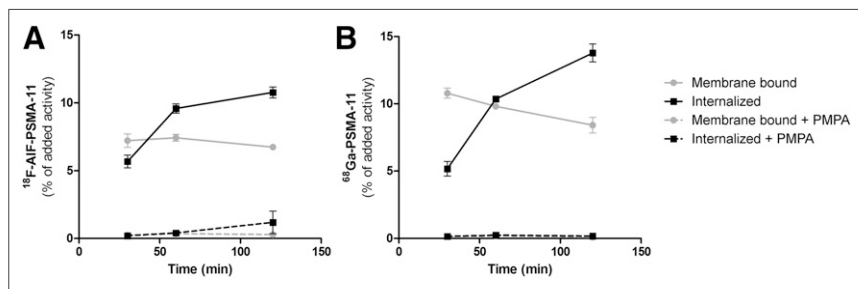 A
15
10
5
0
0
50
100
150
Time (min)
¹⁸F-AlF-PSMA-11
(% of added activity)
B
15
10
5
0
0
50
100
150
Time (min)
⁶⁸Ga-PSMA-11
(% of added activity)
Membrane bound
Internalized
Membrane bound + PMPA
Internalized + PMPA